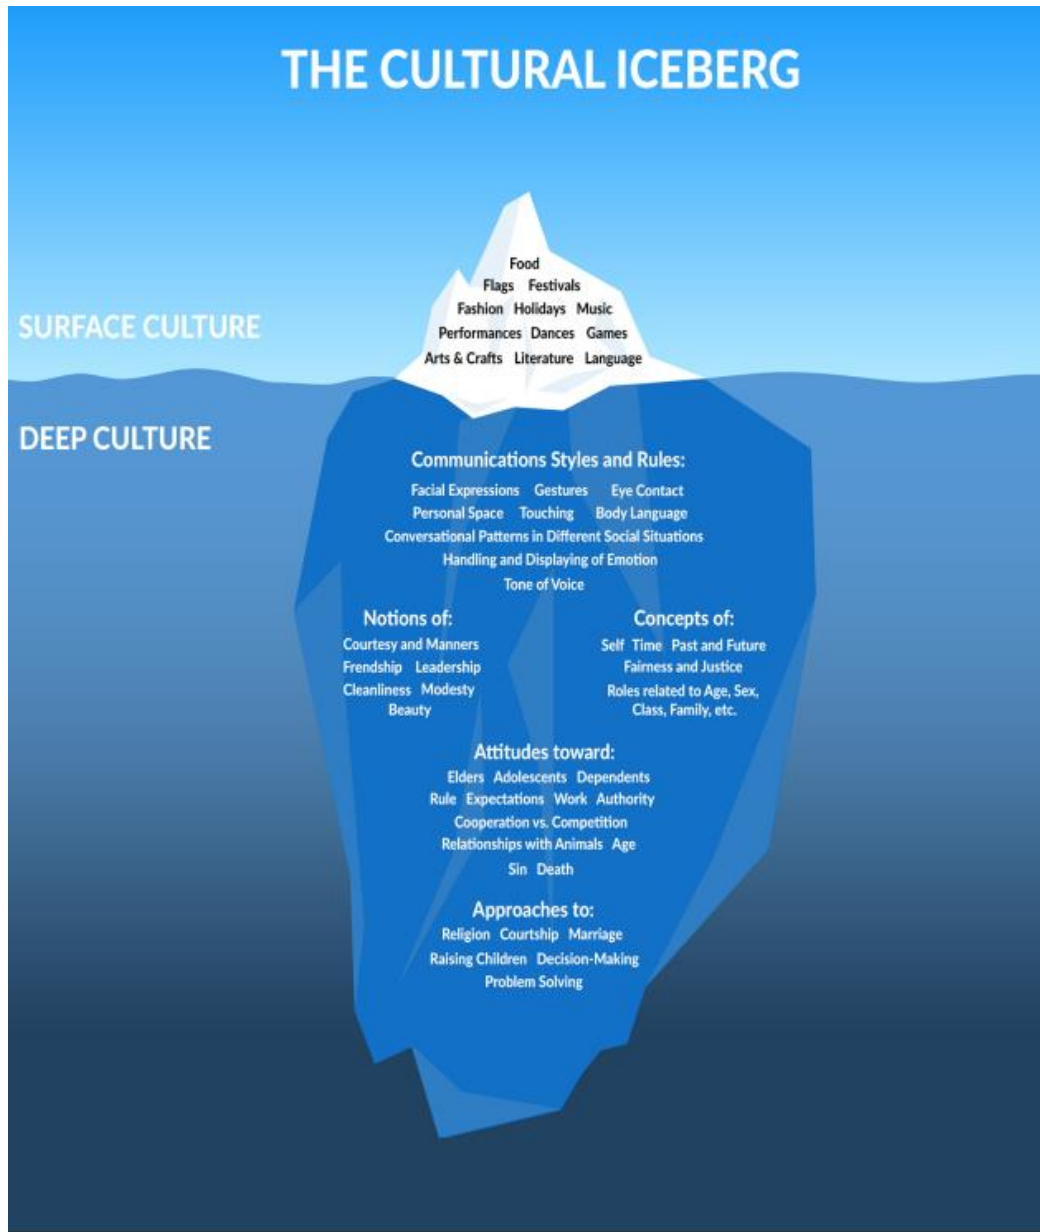 THE CULTURAL ICEBERG
Food
Flags Festivals
Fashion Holidays Music
SURFACE CULTURE
Performances Dances Games
Arts & Crafts Literature Language
DEEP CULTURE
Communications Styles and Rules:
Facial Expressions Gestures Eye Contact
Personal Space Touching Body Language
Conversational Patterns in Different Social Situations
Handling and Displaying of Emotion
Tone of Voice
Notions of:
Courtesy and Manners
Frendship Leadership
Cleanliness Modesty
Beauty
Concepts of:
Self Time Past and Future
Fairness and Justice
Roles related to Age, Sex,
Class, Family, etc.
Attitudes toward:
Elders Adolescents Dependents
Rule Expectations Work Authority
Cooperation vs. Competition
Relationships with Animals Age
Sin Death
Approaches to:
Religion Courtship Marriage
Raising Children Decision-Making
Problem Solving